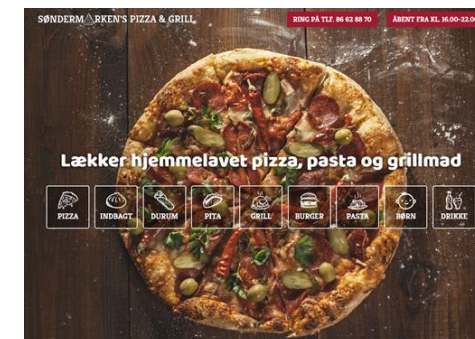 SØNDERMARKEN'S PIZZA & GRILL
RING PÅ TLF. 86 62 88 70
ÅBENT FRA KL. 16.00-22.00
Lækker hjemmelavet pizza, pasta og grillmad
PIZZA
INDBAGT
DURUM
PITA
GRILL
BURGER
PASTA
BØRN
DRIKKE